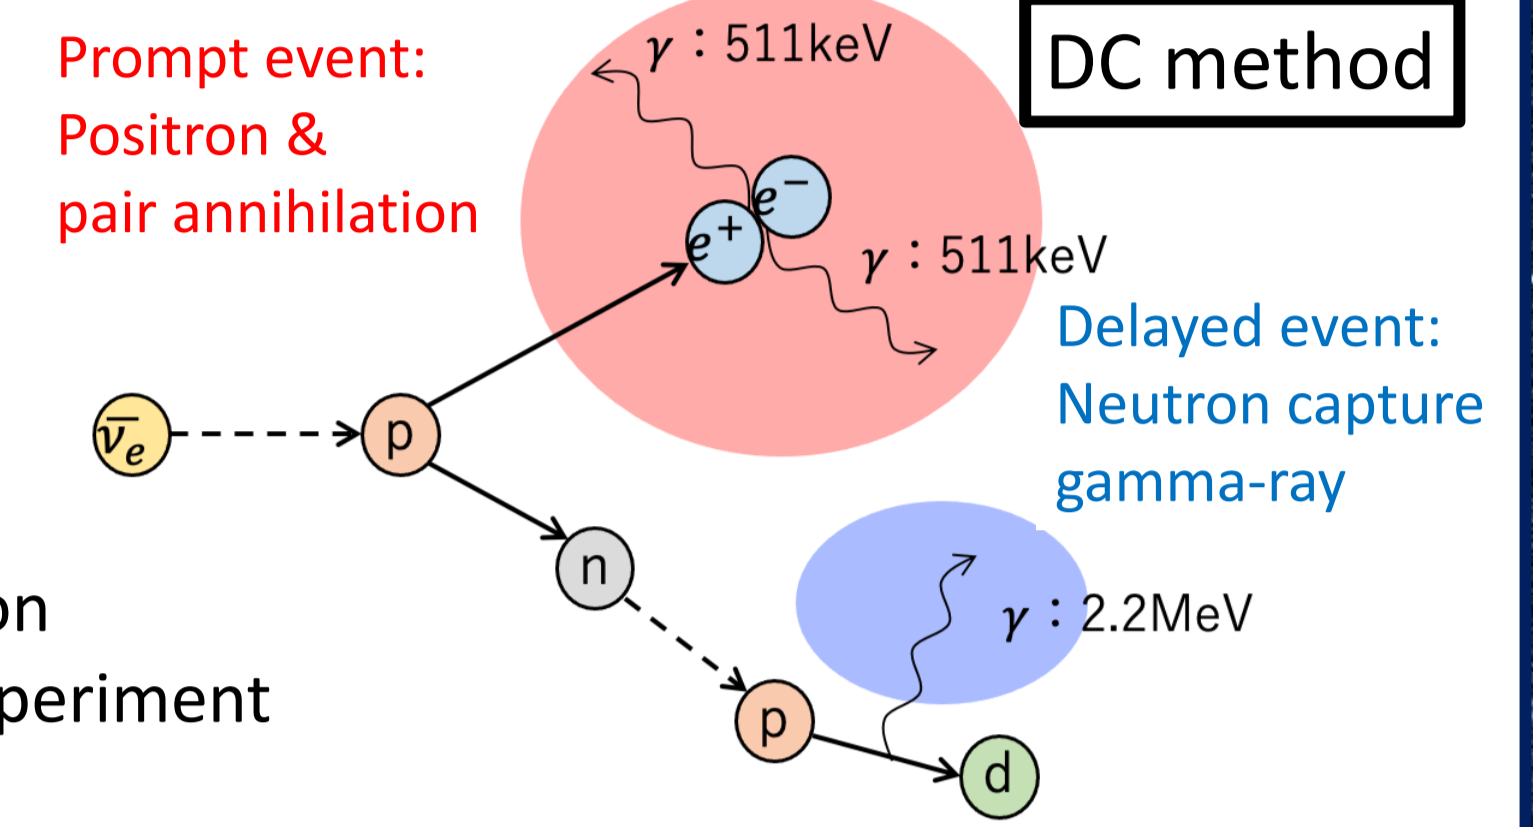 Prompt event:
Positron &
pair annihilation
γ : 511keV
DC method
e⁻
e⁺
γ : 511keV
Delayed event:
Neutron capture
gamma-ray
ν̅ₑ
p
n
on
periment
γ : 2.2MeV
p
d